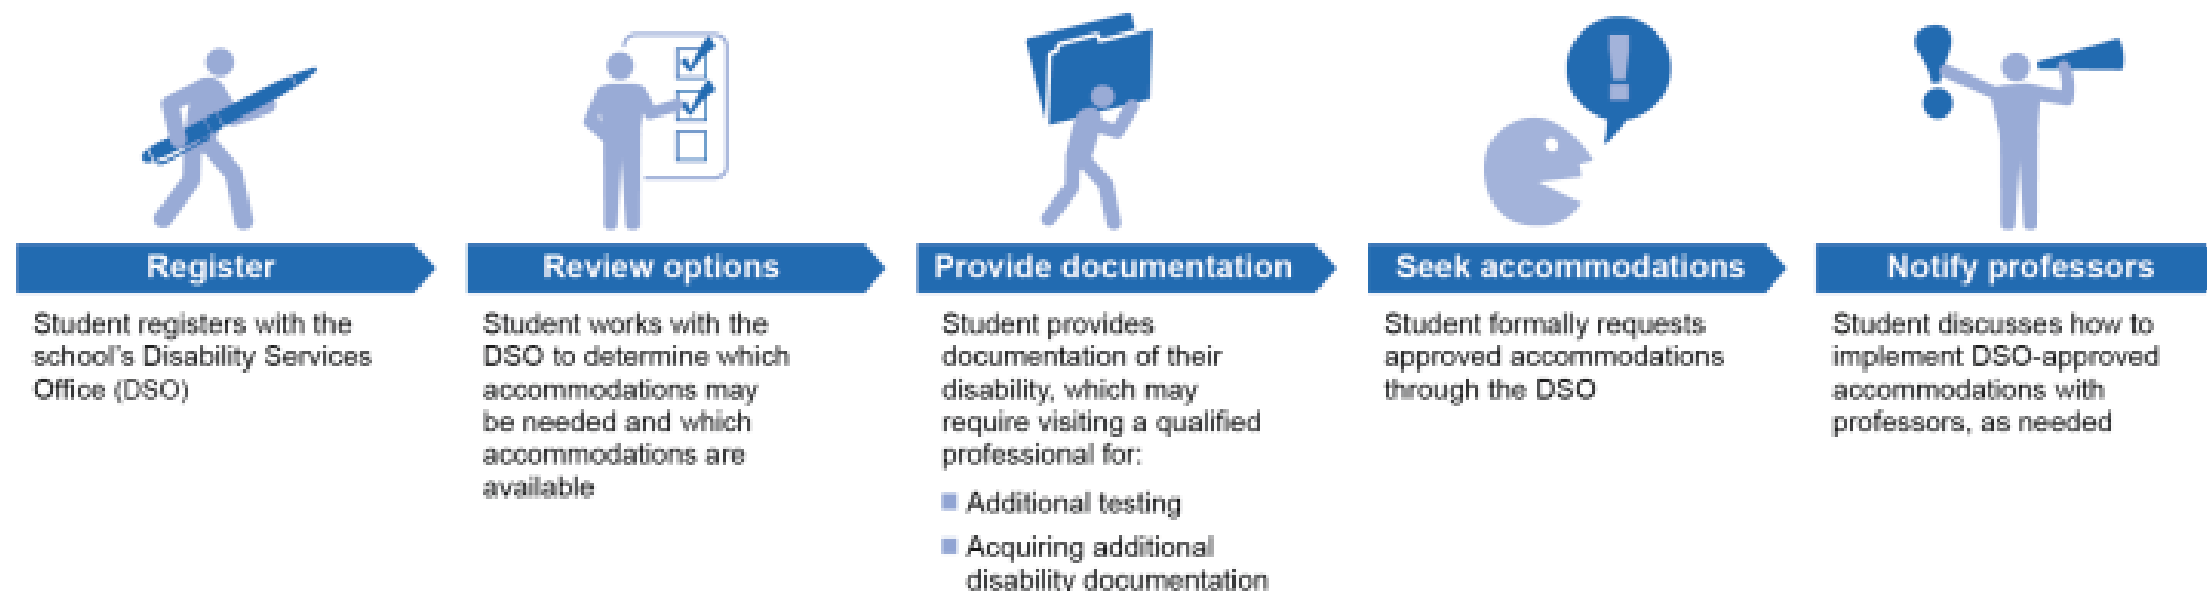 Register
Student registers with the
school's Disability Services
Office (DSO)
Review options
Student works with the
DSO to determine which
accommodations may
be needed and which
accommodations are
available
Provide documentation
Student provides
documentation of their
disability, which may
require visiting a qualified
professional for:
Additional testing
Acquiring additional
disability documentation
Seek accommodations
Student formally requests
approved accommodations
through the DSO
Notify professors
Student discusses how to
implement DSO-approved
accommodations with
professors, as needed